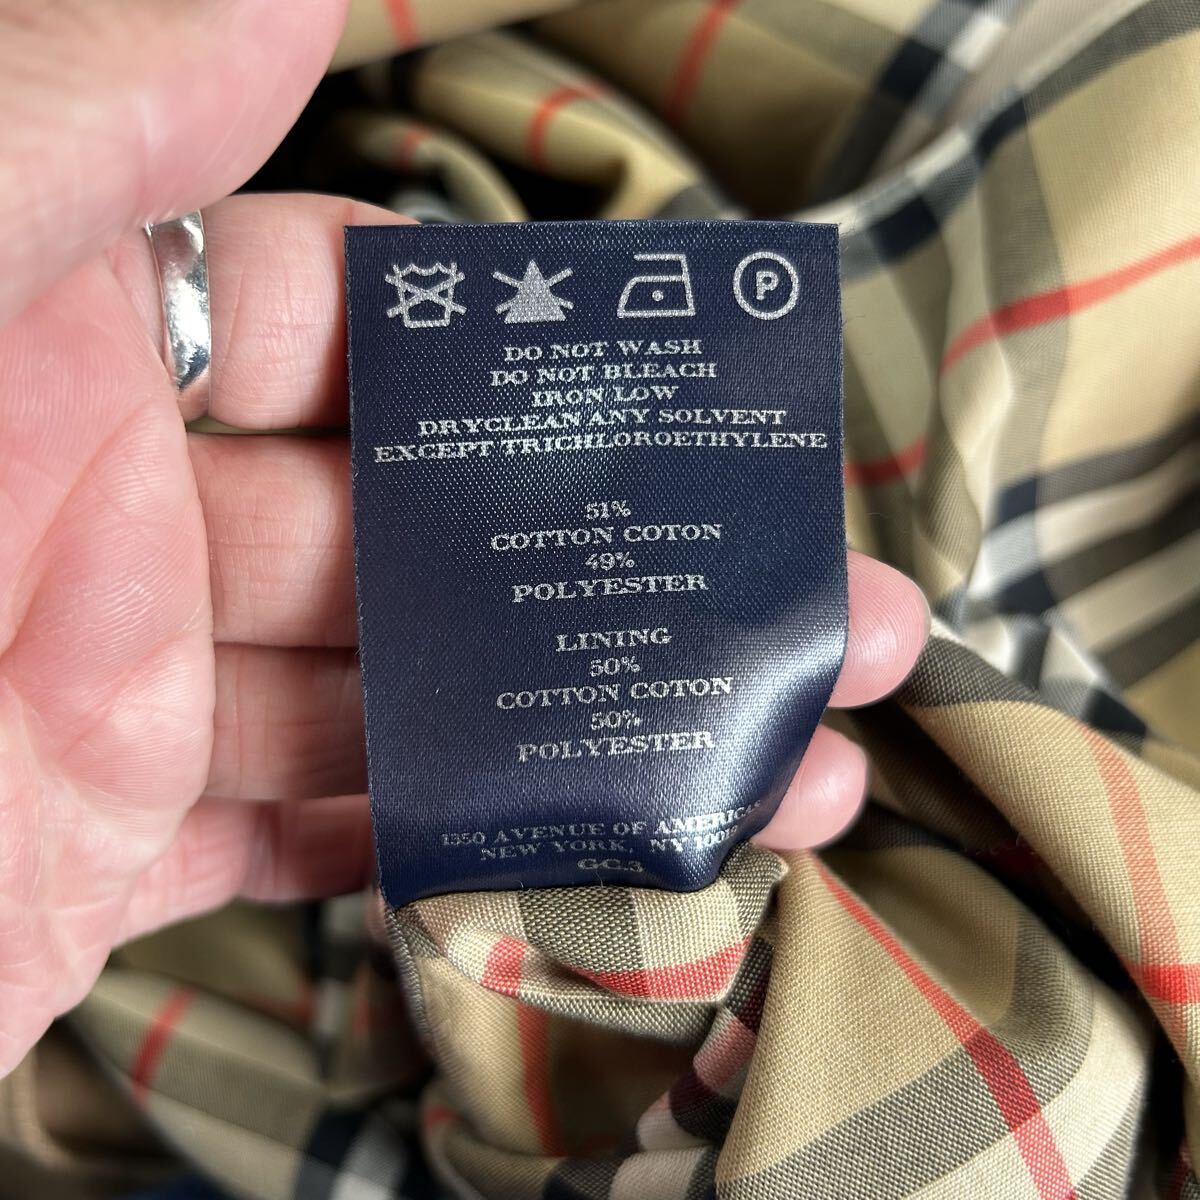 P
DO NOT WASH
DO NOT BLEACH
IRON LOW
DRYCLEAN ANY SOLVENT
EXCEPT TRICHLOROETHYLENE
51%
COTTON COTON
49%
POLYESTER
LINING
50%
COTTON COTON
50%
POLYESTER
1350 AVENUE OF AMERICAS
NEW YORK, NY 10019
GC.3